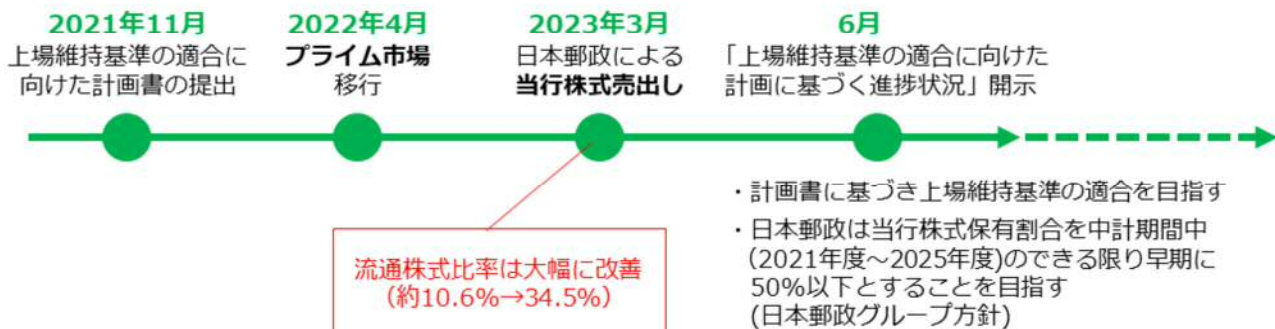 2021年11月
上場維持基準の適合に
向けた計画書の提出
2022年4月
プライム市場
移行
2023年3月
日本郵政による
当行株式売出し
6月
「上場維持基準の適合に向けた
計画に基づく進捗状況」開示
流通株式比率は大幅に改善
（約10.6%→34.5%）
・計画書に基づき上場維持基準の適合を目指す
・日本郵政は当行株式保有割合を中計期間中
（2021年度～2025年度)のできる限り早期に
50%以下とすることを目指す
(日本郵政グループ方針)